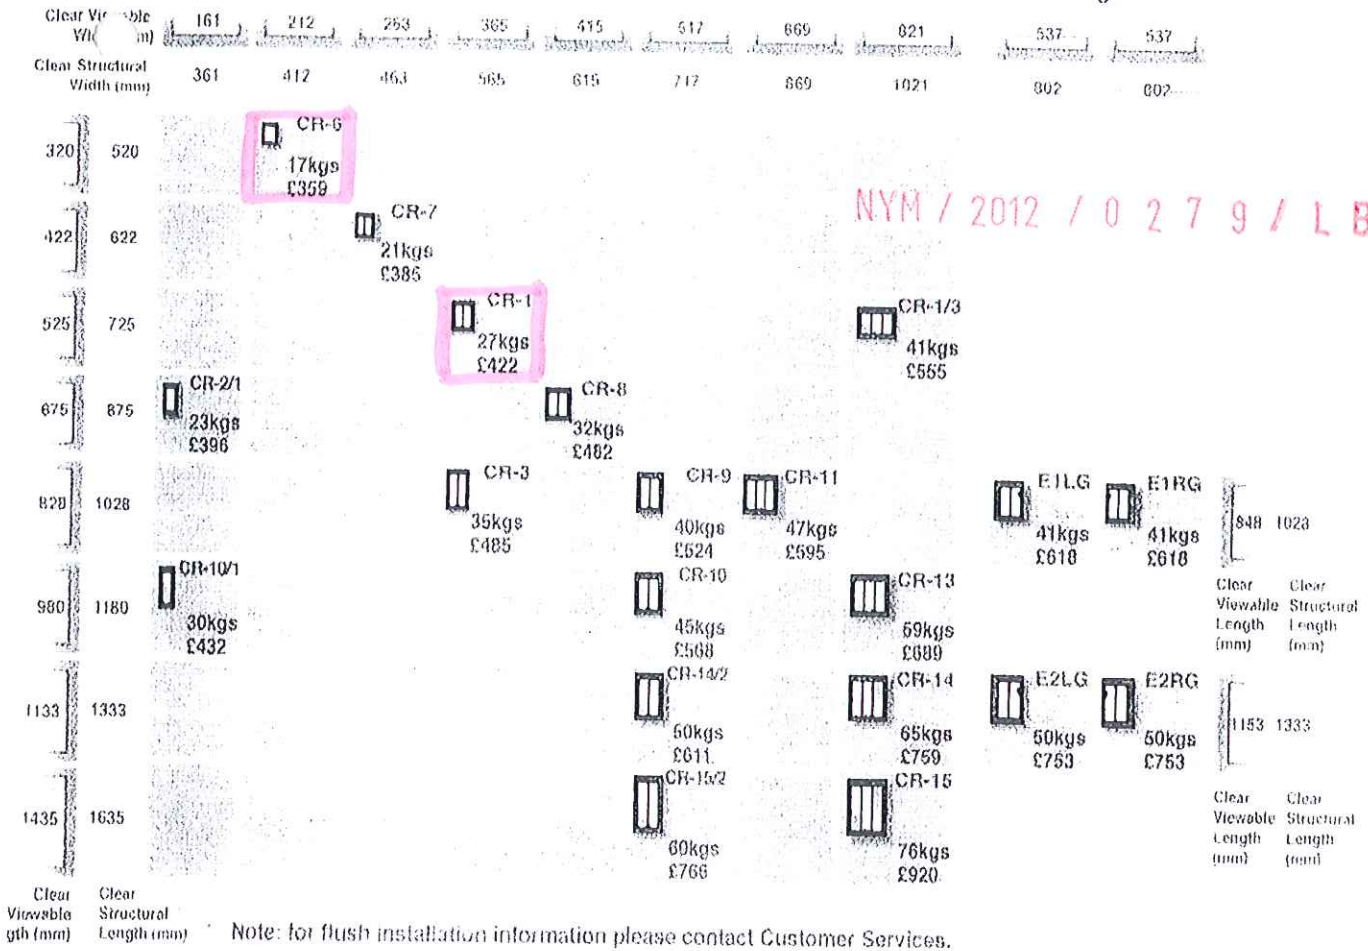 Clear Viewable 161 212 263 365 415 517 669 821 537 537
Clear Structural
Width (mm) 361 412 463 565 615 717 869 1021 802 802
CR-6
320 520
17kgs
£359
NYM / 2012 / 0 2 7 9 / L B
CR-7
422 622
21kgs
£385
CR-1 CR-1/3
525 725
27kgs 41kgs
£422 £555
CR-2/1 CR-8
675 875
23kgs 32kgs
£396 £462
CR-3 CR-9 CR-11 E1LG E1RG
828 1028
35kgs 40kgs 47kgs 41kgs 41kgs 848 1028
£485 £524 £595 £618 £618
CR-10/1 CR-10 CR-13
Clear Clear
Viewable Structural
Length Length
(mm) (mm)
980 1180
30kgs 45kgs 59kgs
£432 £568 £689
CR-14/2 CR-14 E2LG E2RG
1133 1333 1153 1333
50kgs 65kgs 50kgs 50kgs
£611 £759 £753 £753
CR-15/2 CR-15
Clear Clear
Viewable Structural
Length Length
(mm) (mm)
1435 1635
60kgs 76kgs
£766 £920
Clear Clear
Viewable Structural
gth (mm) Length (mm)
Note: for flush installation information please contact Customer Services.